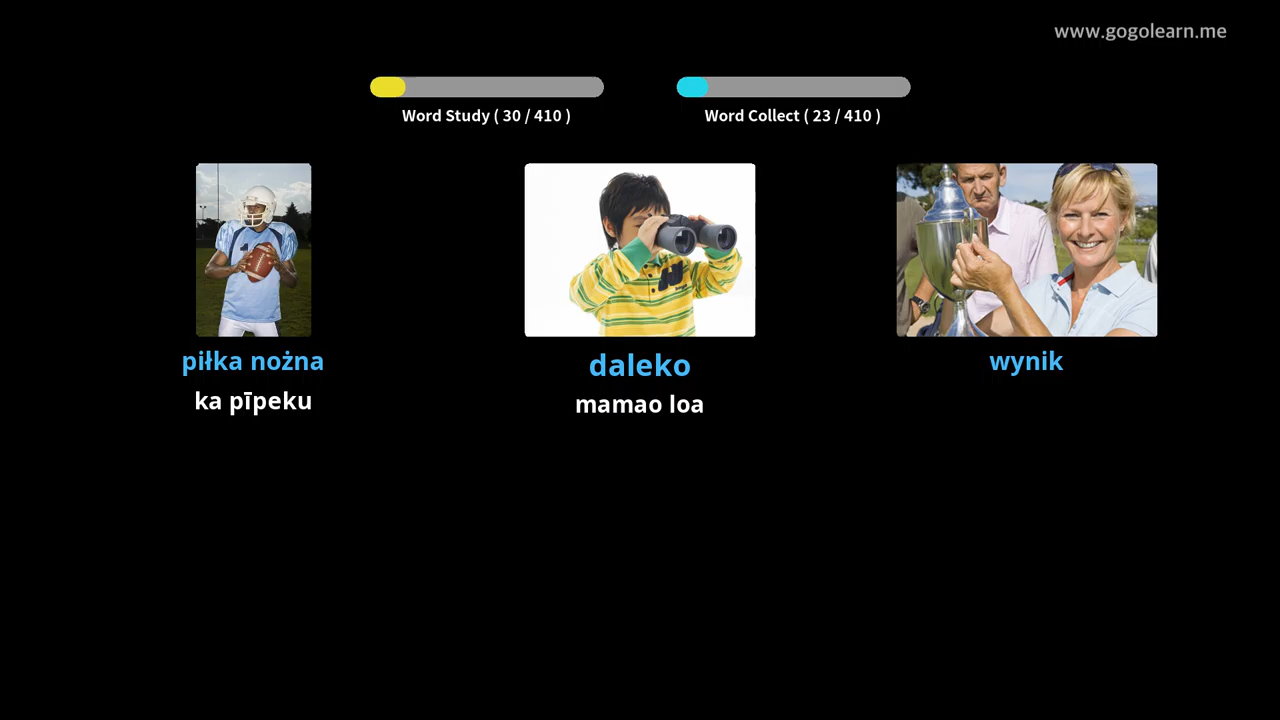 www.gogolearn.me
Word Study ( 30 / 410 )
Word Collect ( 23 / 410 )
piłka nożna
ka pīpeku
daleko
mamao loa
wynik